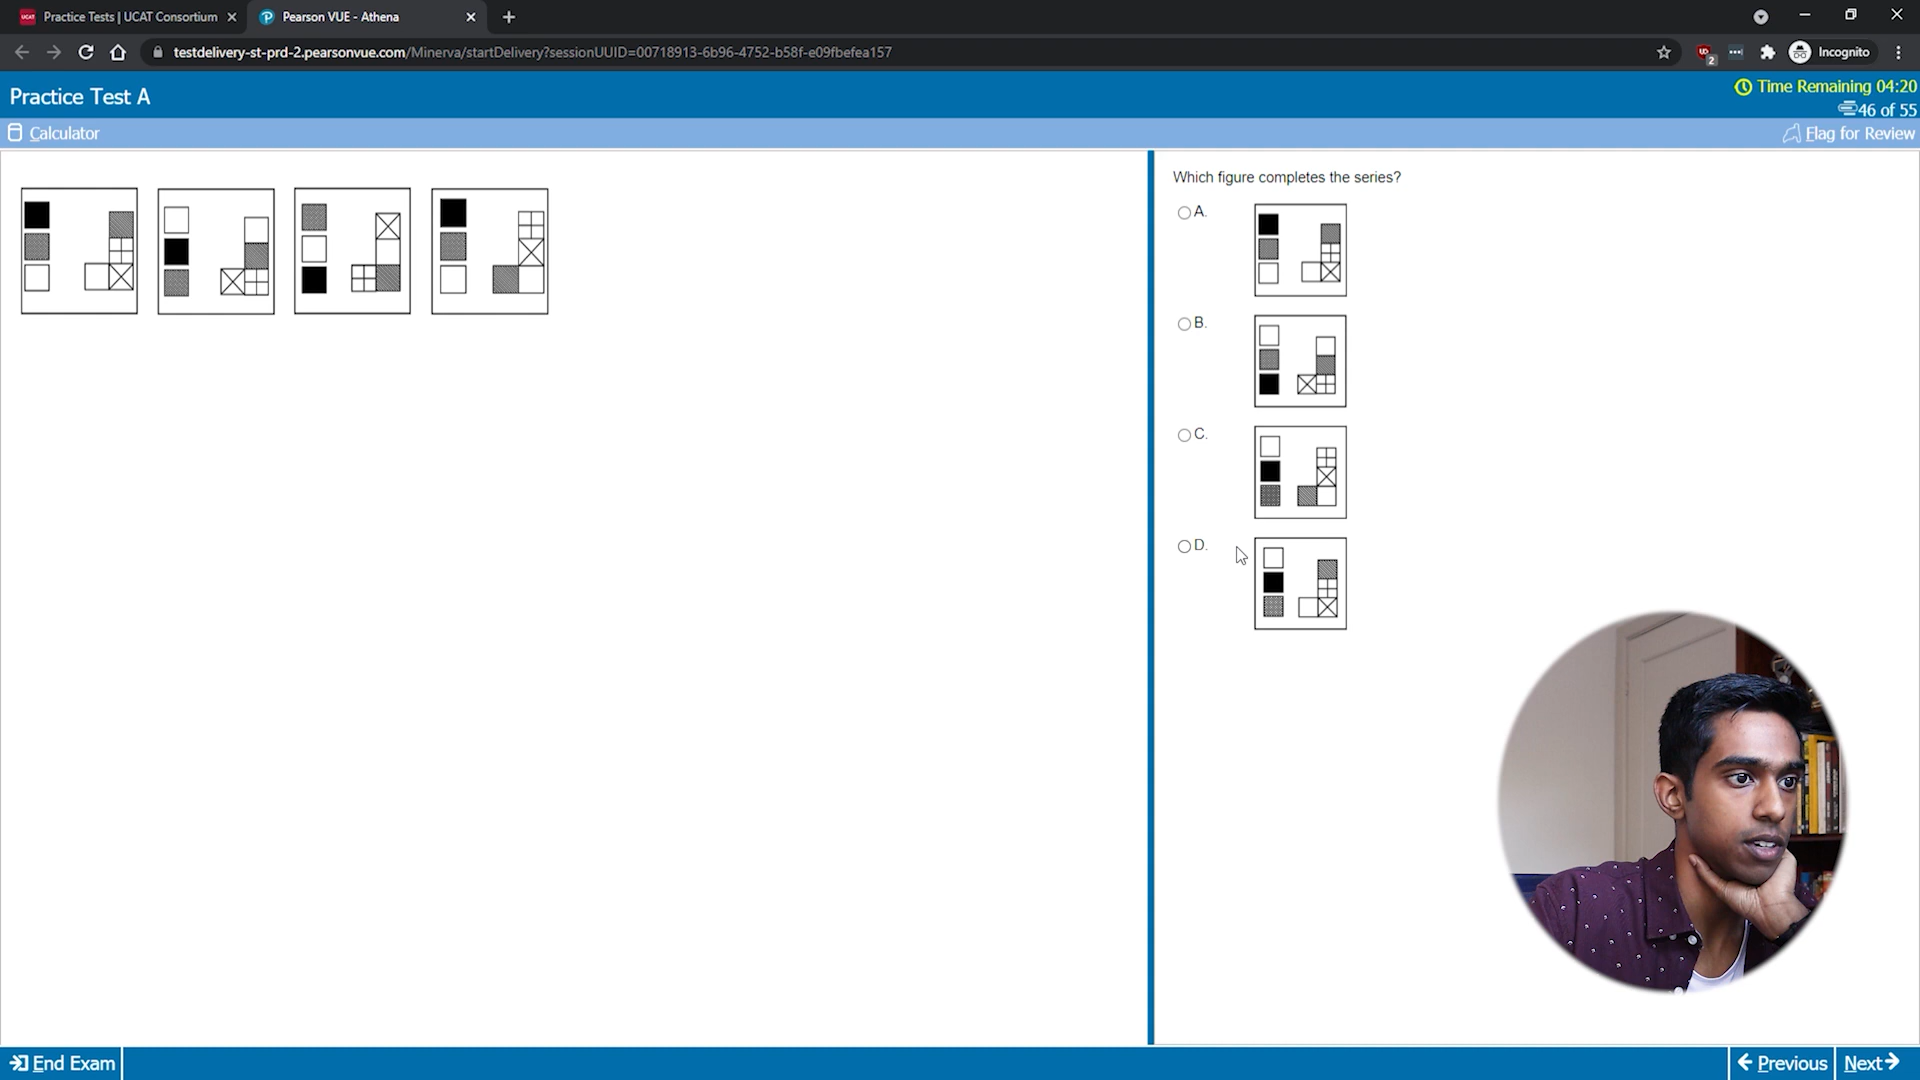 UCAT Practice Tests | UCAT Consortium
Pearson VUE - Athena
testdelivery-st-prd-2.pearsonvue.com/Minerva/startDelivery?sessionUUID=00718913-6b96-4752-b58f-e09fbefea157
2
Incognito
Practice Test A
Time Remaining 04:20
46 of 55
Calculator
Flag for Review
Which figure completes the series?
A.
B.
C.
D.
End Exam
Previous
Next